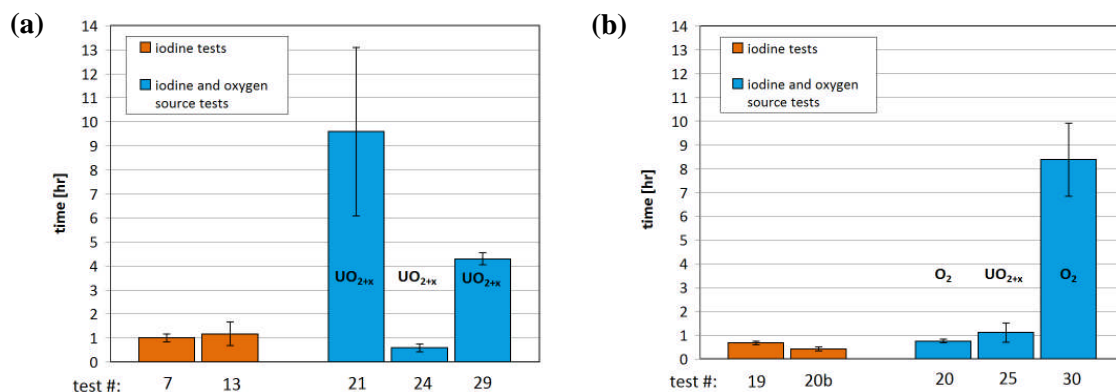 (a)
14
13
12
11
10
9
8
7
6
5
4
3
2
1
0
time [hr]
iodine tests
iodine and oxygen
source tests
UO2+x
UO2+x
UO2+x
test #: 7 13 21 24 29
(b)
14
13
12
11
10
9
8
7
6
5
4
3
2
1
0
time [hr]
iodine tests
iodine and oxygen
source tests
O2
UO2+x
O2
test #: 19 20b 20 25 30